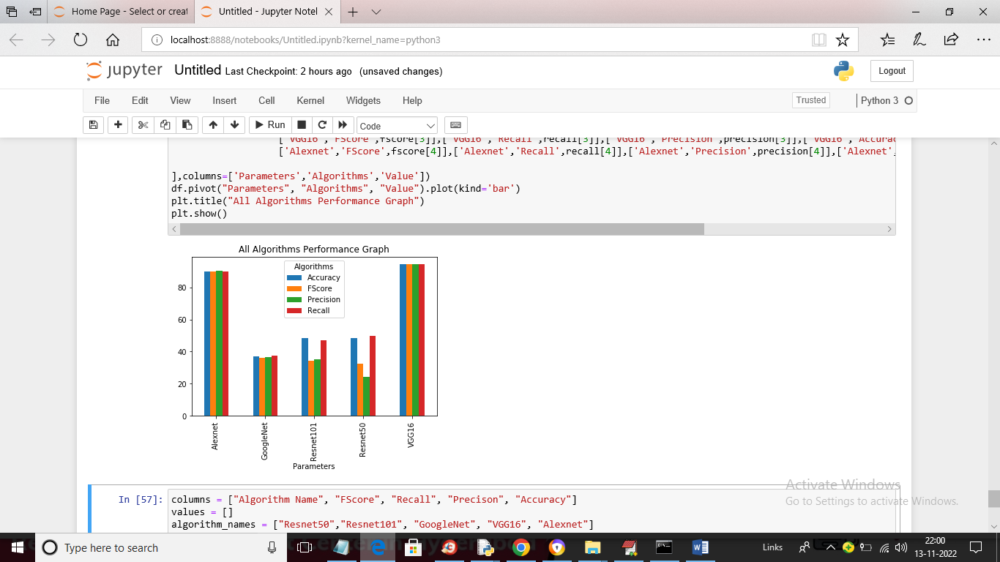 Home Page - Select or creat
Untitled - Jupyter Notel
localhost:8888/notebooks/Untitled.ipynb?kernel_name=python3
jupyter Untitled Last Checkpoint: 2 hours ago (unsaved changes)
Logout
File Edit View Insert Cell Kernel Widgets Help
Trusted
Python 3
Run
Code
['VGG16','FScore',fscore[3]],['VGG16','Recall',recall[3]],['VGG16','Precision',precision[3]],['VGG16','Accurac
['Alexnet','FScore',fscore[4]],['Alexnet','Recall',recall[4]],['Alexnet','Precision',precision[4]],['Alexnet',
],columns=['Parameters','Algorithms','Value'])
df.pivot("Parameters", "Algorithms", "Value").plot(kind='bar')
plt.title("All Algorithms Performance Graph")
plt.show()
All Algorithms Performance Graph
Algorithms
Accuracy
FScore
Precision
Recall
80
60
40
20
0
Alexnet
GoogleNet
Resnet101
Resnet50
VGG16
Parameters
Activate Windows
Go to Settings to activate Windows.
In [57]:
columns = ["Algorithm Name", "FScore", "Recall", "Precison", "Accuracy"]
values = []
algorithm_names = ["Resnet50","Resnet101", "GoogleNet", "VGG16", "Alexnet"]
Type here to search
Links
22:00
13-11-2022